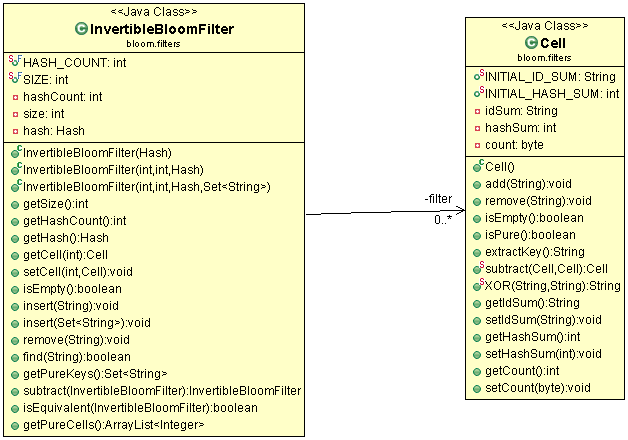 <<Java Class>>
InvertibleBloomFilter
bloom.filters
HASH_COUNT: int
SIZE: int
hashCount: int
size: int
hash: Hash
InvertibleBloomFilter(Hash)
InvertibleBloomFilter(int,int,Hash)
InvertibleBloomFilter(int,int,Hash,Set<String>)
getSize():int
getHashCount():int
getHash():Hash
getCell(int):Cell
setCell(int,Cell):void
isEmpty():boolean
insert(String):void
insert(Set<String>):void
remove(String):void
find(String):boolean
getPureKeys():Set<String>
subtract(InvertibleBloomFilter):InvertibleBloomFilter
isEquivalent(InvertibleBloomFilter):boolean
getPureCells():ArrayList<Integer>
-filter
0..*
<<Java Class>>
Cell
bloom.filters
INITIAL_ID_SUM: String
INITIAL_HASH_SUM: int
idSum: String
hashSum: int
count: byte
Cell()
add(String):void
remove(String):void
isEmpty():boolean
isPure():boolean
extractKey():String
subtract(Cell,Cell):Cell
XOR(String,String):String
getIdSum():String
setIdSum(String):void
getHashSum():int
setHashSum(int):void
getCount():int
setCount(byte):void